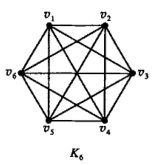 v₁ v₂
v₆ v₃
v₅ v₄
K₆